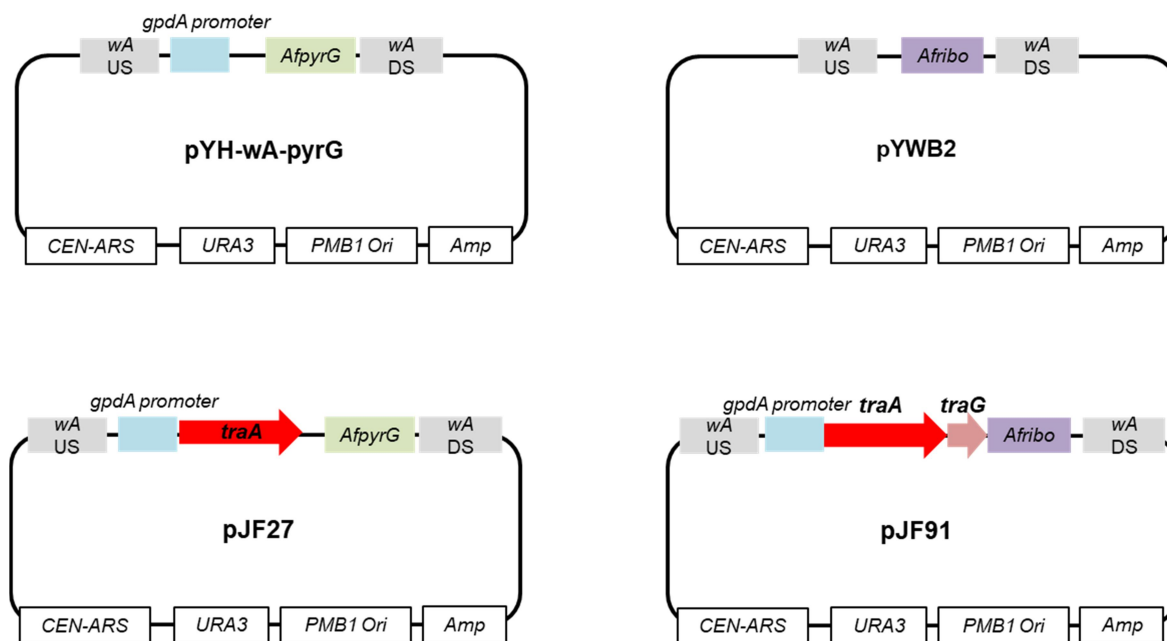 gpdA promoter
wA US
AfpyrG
wA DS
pYH-wA-pyrG
CEN-ARS
URA3
PMB1 Ori
Amp
wA US
Afribo
wA DS
pYWB2
CEN-ARS
URA3
PMB1 Ori
Amp
gpdA promoter
wA US
traA
AfpyrG
wA DS
pJF27
CEN-ARS
URA3
PMB1 Ori
Amp
gpdA promoter
traA
traG
wA US
Afribo
wA DS
pJF91
CEN-ARS
URA3
PMB1 Ori
Amp